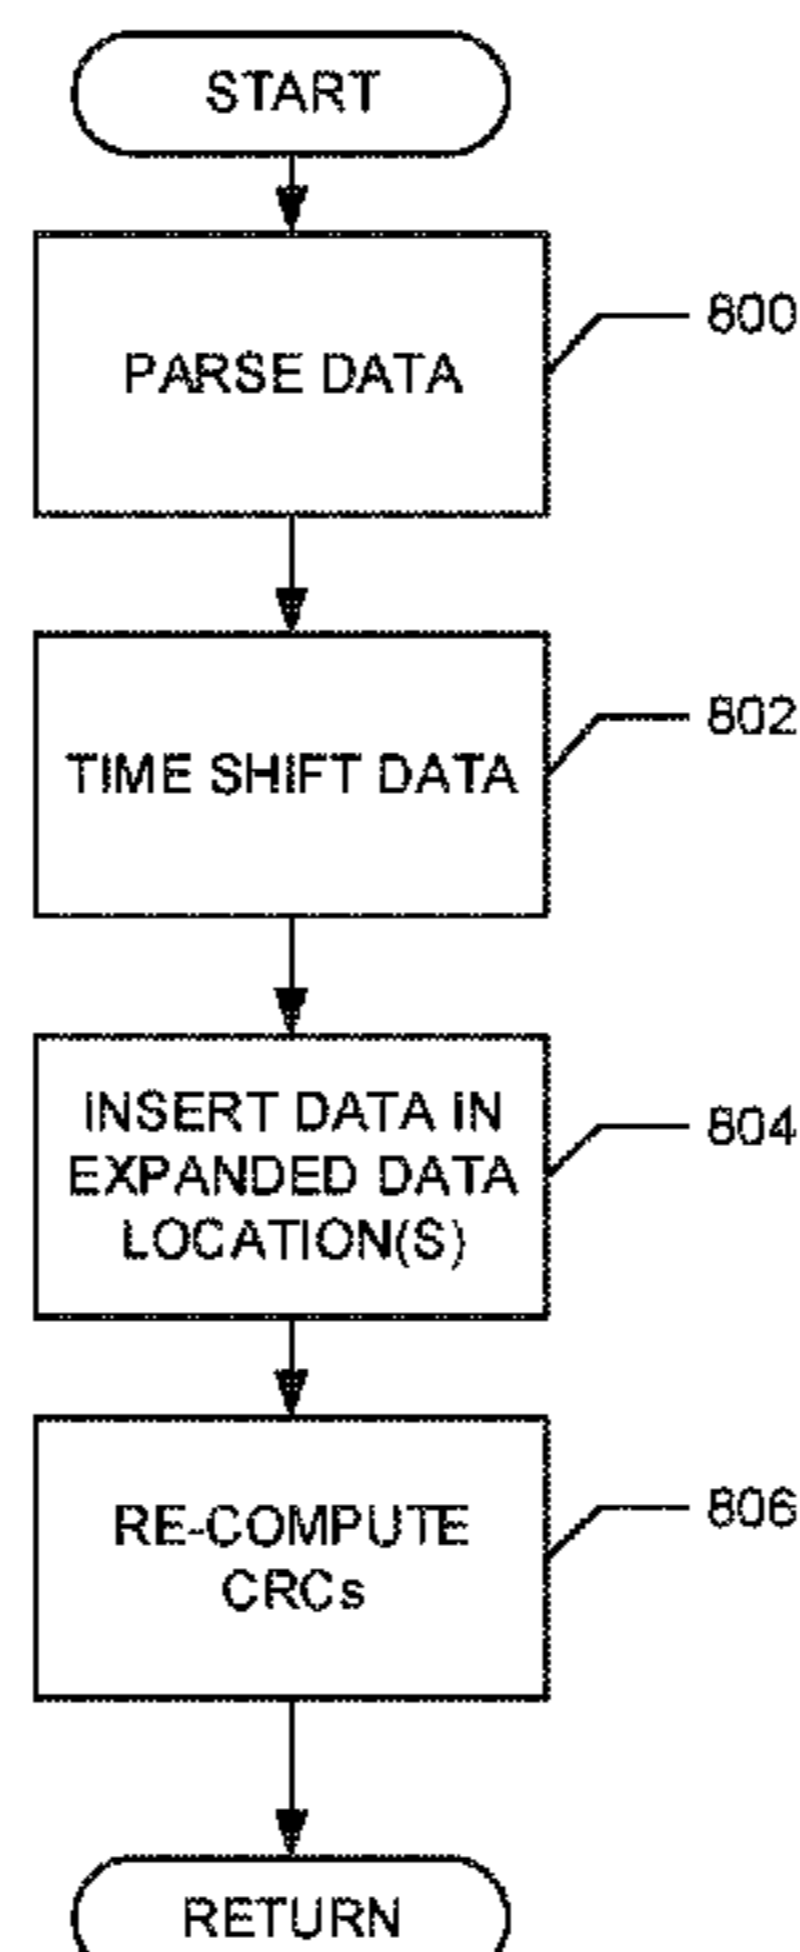 START
PARSE DATA
800
TIME SHIFT DATA
802
INSERT DATA IN
EXPANDED DATA
LOCATION(S)
804
RE-COMPUTE
CRCs
806
RETURN